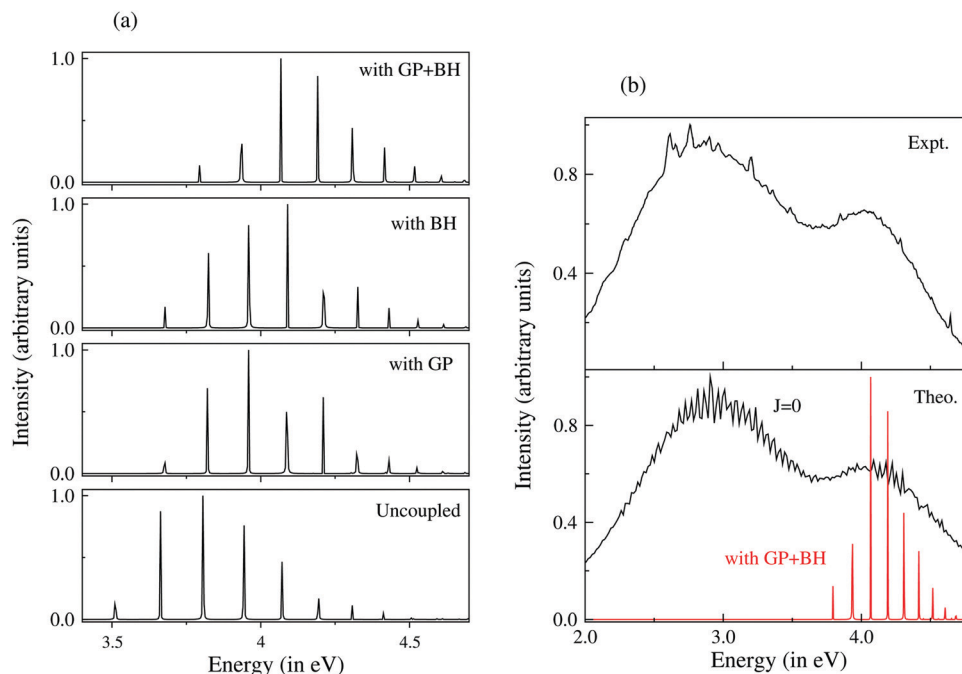 (a)
1.0
with GP+BH
0.0
1.0
with BH
0.0
1.0
with GP
0.0
1.0
Uncoupled
0.0
3.5 4 4.5
Energy (in eV)
Intensity (arbitrary units)
(b)
Expt.
0.8
0.4
Theo.
J=0
0.8
0.4
with GP+BH
0.0
2.0 3.0 4.0
Energy (in eV)
Intensity (arbitrary units)